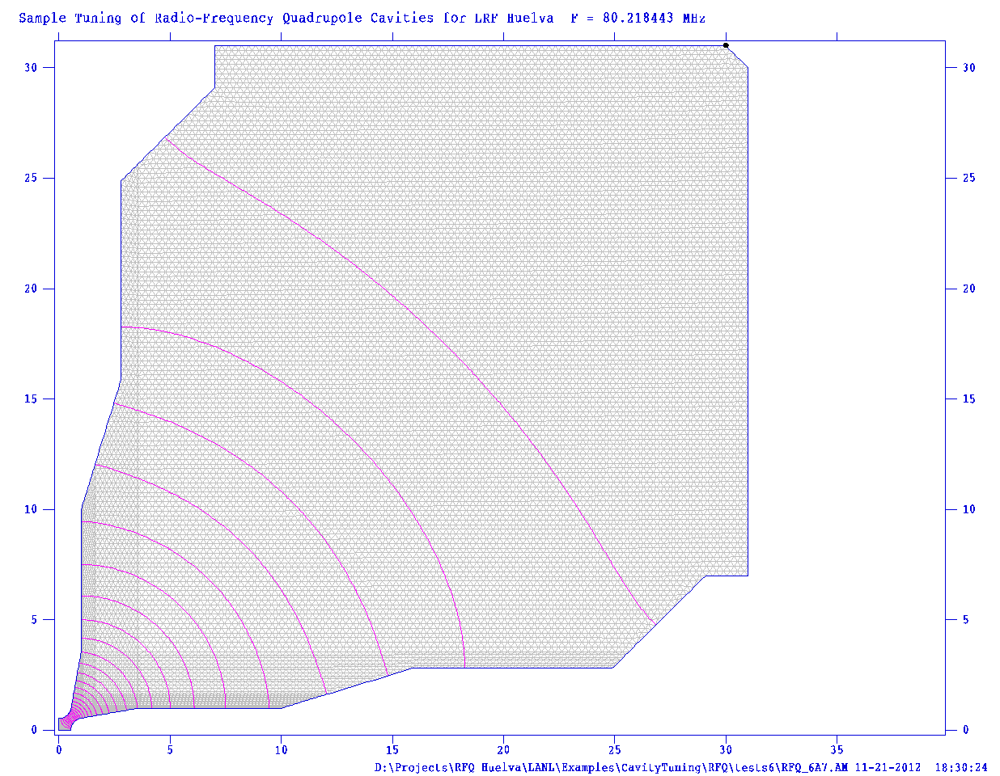 Sample Tuning of Radio-Frequency Quadrupole Cavities for LRF Huelva F = 80.218443 MHz
30 30
25 25
20 20
15 15
10 10
5 5
0 0
0 5 10 15 20 25 30 35
D:\Projects\RFQ Huelva\LANL\Examples\CavityTuning\RFQ\tests6\RFQ_6A7.AM 11-21-2012 18:30:24